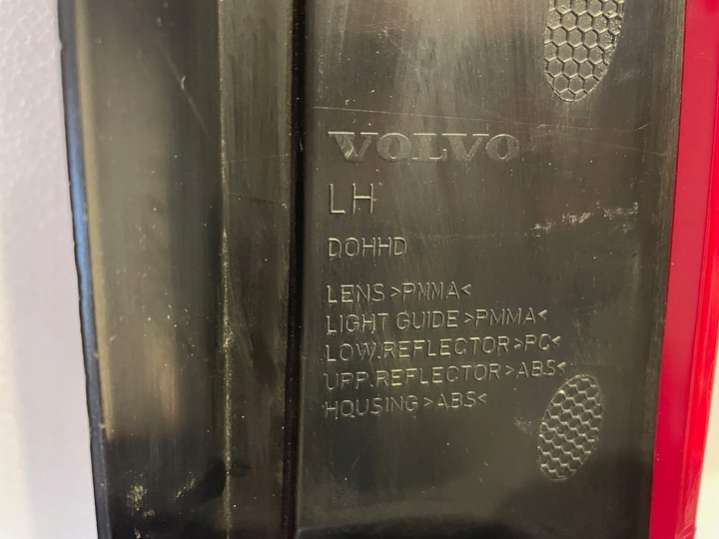 VOLVO
LH
DOHHD
LENS >PMMA<
LIGHT GUIDE >PMMA<
LOW.REFLECTOR >PC<
UPP.REFLECTOR >ABS<
HOUSING >ABS<